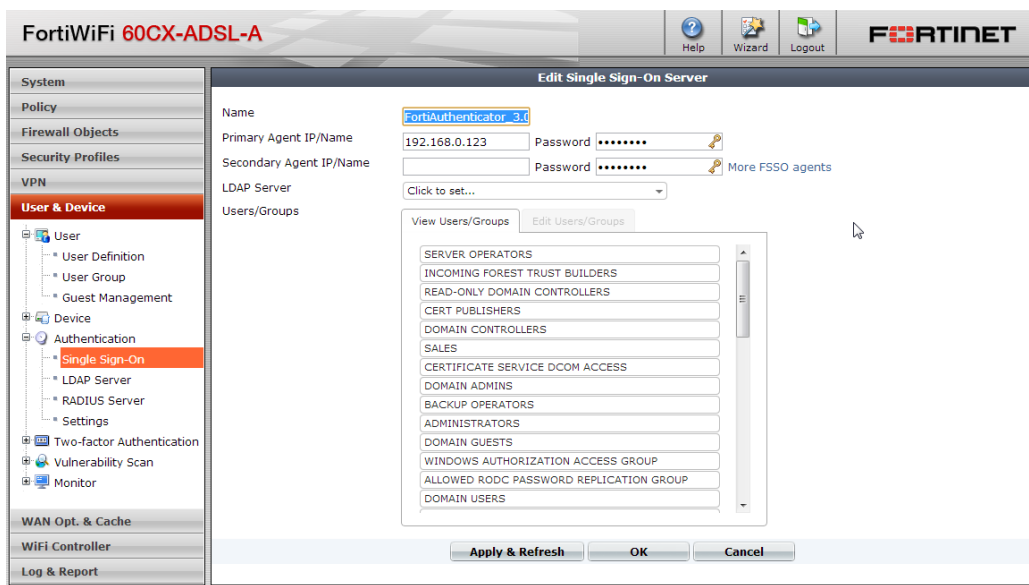 FortiWiFi 60CX-ADSL-A
Help
Wizard
Logout
FORTINET
System
Policy
Firewall Objects
Security Profiles
VPN
User & Device
User
User Definition
User Group
Guest Management
Device
Authentication
Single Sign-On
LDAP Server
RADIUS Server
Settings
Two-factor Authentication
Vulnerability Scan
Monitor
WAN Opt. & Cache
WiFi Controller
Log & Report
Edit Single Sign-On Server
Name FortiAuthenticator_3.0
Primary Agent IP/Name 192.168.0.123 Password ••••••••
Secondary Agent IP/Name Password •••••••• More FSSO agents
LDAP Server Click to set...
Users/Groups
View Users/Groups Edit Users/Groups
SERVER OPERATORS
INCOMING FOREST TRUST BUILDERS
READ-ONLY DOMAIN CONTROLLERS
CERT PUBLISHERS
DOMAIN CONTROLLERS
SALES
CERTIFICATE SERVICE DCOM ACCESS
DOMAIN ADMINS
BACKUP OPERATORS
ADMINISTRATORS
DOMAIN GUESTS
WINDOWS AUTHORIZATION ACCESS GROUP
ALLOWED RODC PASSWORD REPLICATION GROUP
DOMAIN USERS
Apply & Refresh OK Cancel